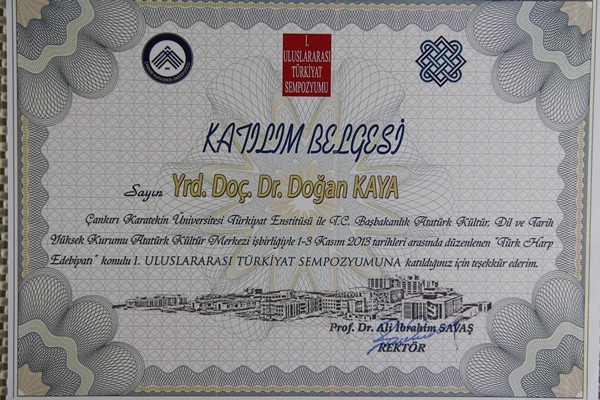 I.
ULUSLARARASI
TÜRKİYAT
SEMPOZYUMU
KATILIM BELGESİ
Sayın Yrd. Doç. Dr. Doğan KAYA
Çankırı Karatekin Üniversitesi Türkiyat Enstitüsü ile T.C. Başbakanlık Atatürk Kültür, Dil ve Tarih
Yüksek Kurumu Atatürk Kültür Merkezi işbirliğiyle 1-3 Kasım 2013 tarihleri arasında düzenlenen "Türk Harp
Edebiyatı" konulu I. ULUSLARARASI TÜRKİYAT SEMPOZYUMUNA katıldığınız için teşekkür ederim.
Prof. Dr. Ali İbrahim SAVAŞ
REKTÖR